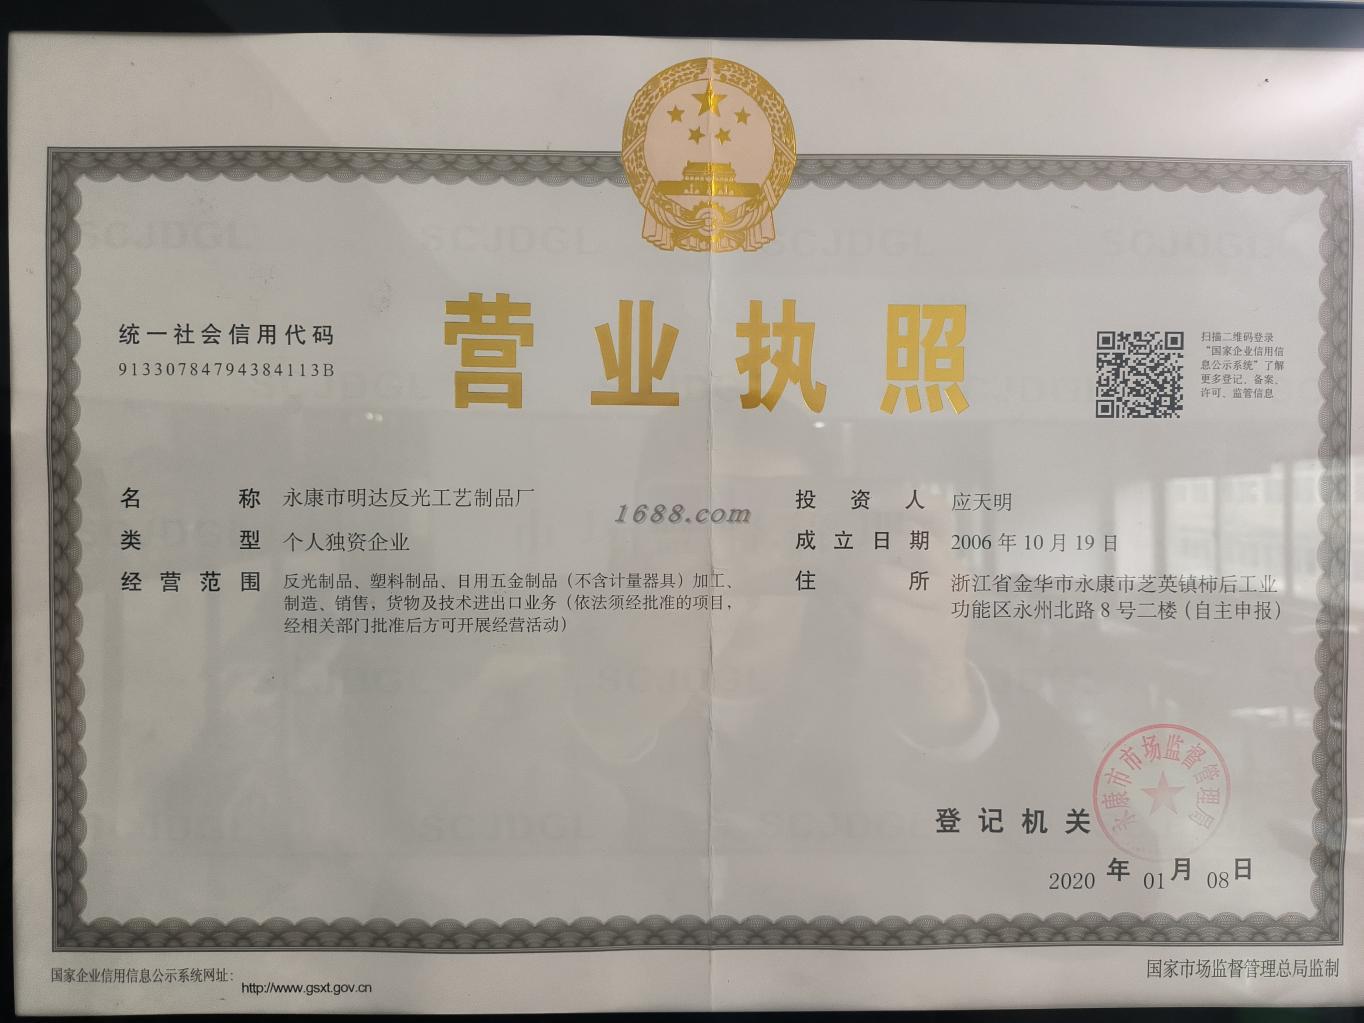 营业执照
统一社会信用代码
91330784794384113B
扫描二维码登录
“国家企业信用信
息公示系统”了解
更多登记、备案、
许可、监管信息
名称 永康市明达反光工艺制品厂
类型 个人独资企业
经营范围 反光制品、塑料制品、日用五金制品（不含计量器具）加工、
制造、销售，货物及技术进出口业务（依法须经批准的项目，
经相关部门批准后方可开展经营活动）
1688.com
投资人 应天明
成立日期 2006年10月19日
住所 浙江省金华市永康市芝英镇柿后工业
功能区永州北路8号二楼（自主申报）
登记机关
永康市市场监督管理局
2020年01月08日
国家企业信用信息公示系统网址：
http://www.gsxt.gov.cn
国家市场监督管理总局监制
SCJDGL